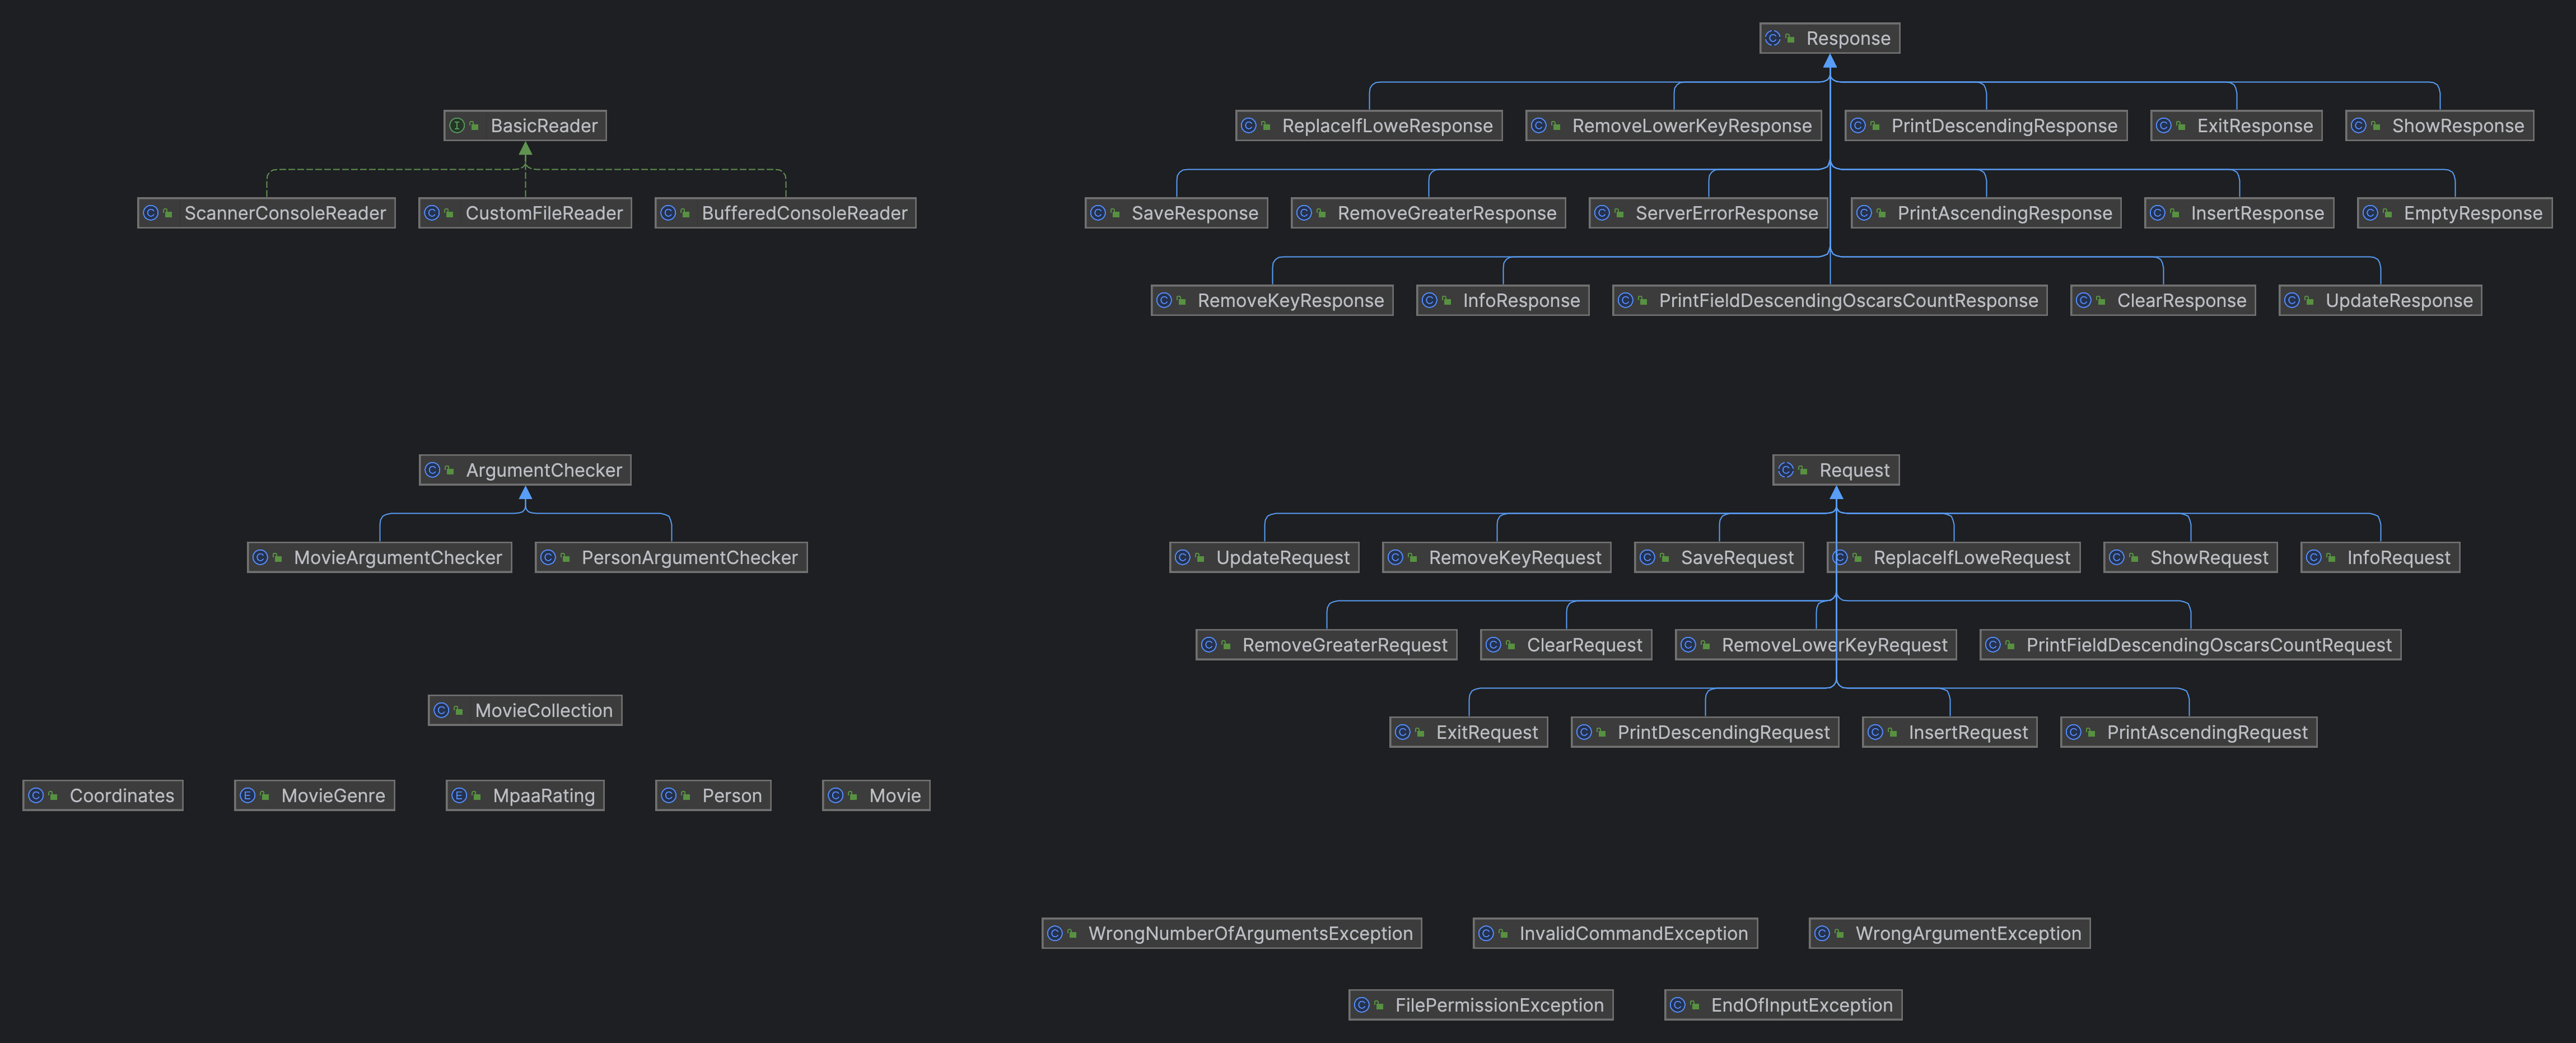 Response
BasicReader
ReplaceIfLoweResponse
RemoveLowerKeyResponse
PrintDescendingResponse
ExitResponse
ShowResponse
ScannerConsoleReader
CustomFileReader
BufferedConsoleReader
SaveResponse
RemoveGreaterResponse
ServerErrorResponse
PrintAscendingResponse
InsertResponse
EmptyResponse
RemoveKeyResponse
InfoResponse
PrintFieldDescendingOscarsCountResponse
ClearResponse
UpdateResponse
ArgumentChecker
Request
MovieArgumentChecker
PersonArgumentChecker
UpdateRequest
RemoveKeyRequest
SaveRequest
ReplaceIfLoweRequest
ShowRequest
InfoRequest
RemoveGreaterRequest
ClearRequest
RemoveLowerKeyRequest
PrintFieldDescendingOscarsCountRequest
MovieCollection
ExitRequest
PrintDescendingRequest
InsertRequest
PrintAscendingRequest
Coordinates
MovieGenre
MpaaRating
Person
Movie
WrongNumberOfArgumentsException
InvalidCommandException
WrongArgumentException
FilePermissionException
EndOfInputException